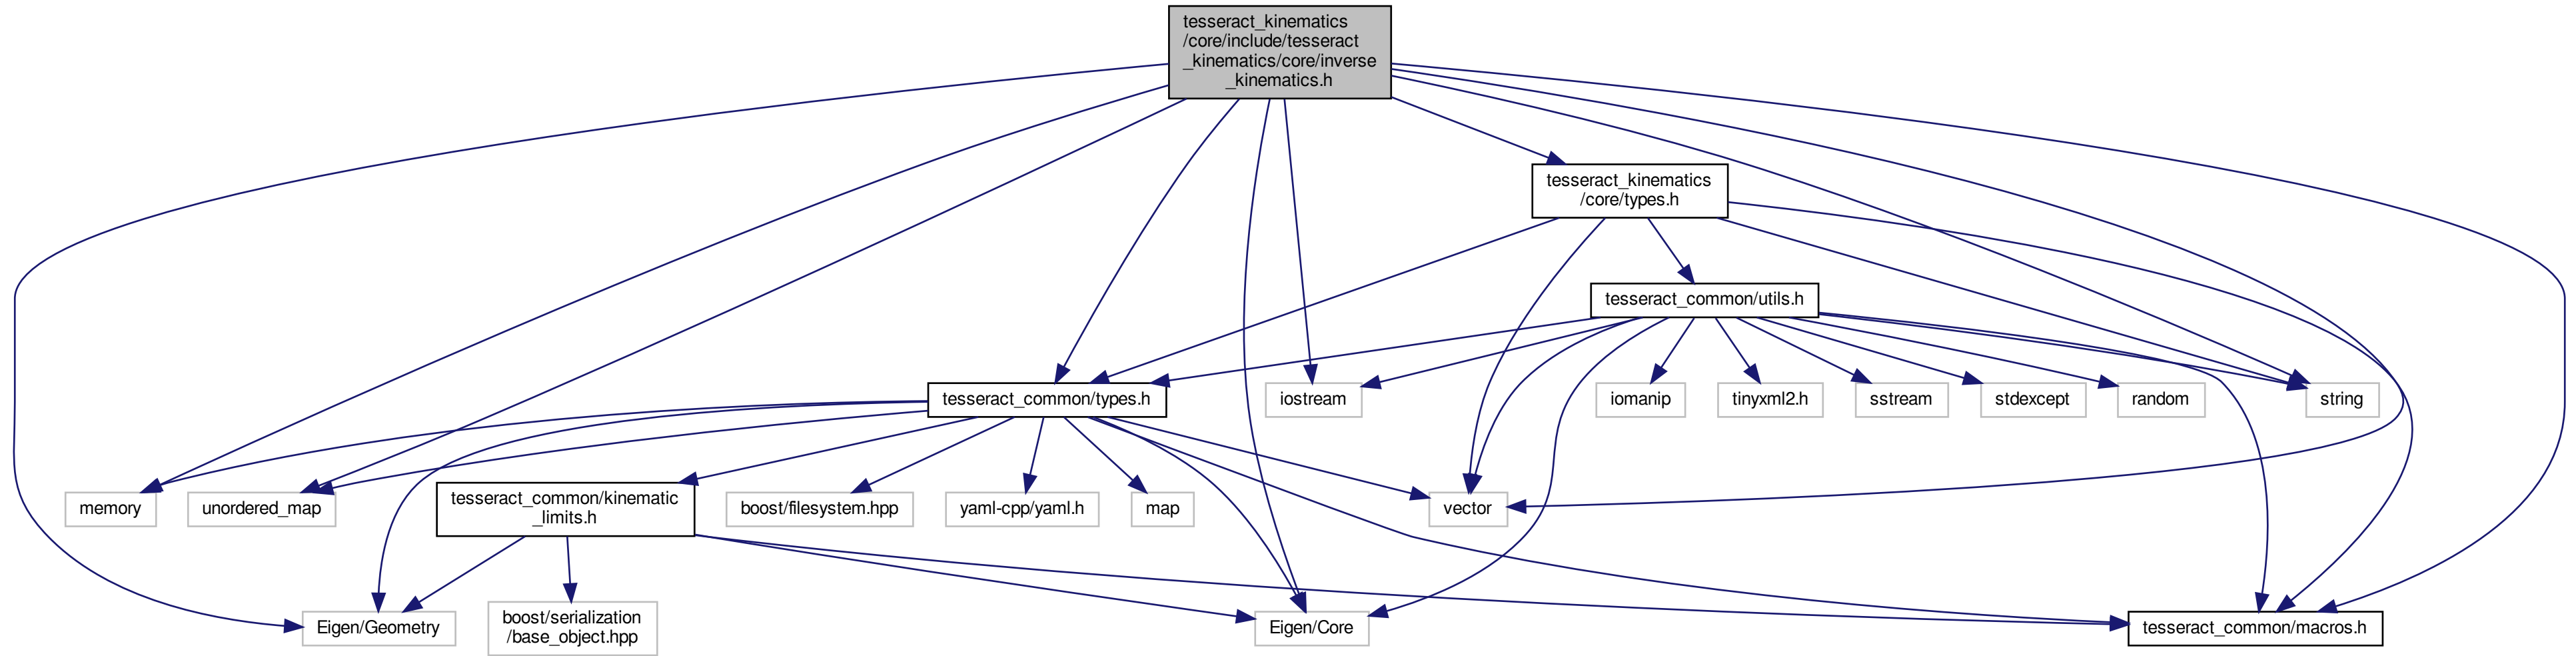 tesseract_kinematics
/core/include/tesseract
_kinematics/core/inverse
_kinematics.h
tesseract_kinematics
/core/types.h
tesseract_common/utils.h
tesseract_common/types.h
iostream
iomanip
tinyxml2.h
sstream
stdexcept
random
string
memory
unordered_map
tesseract_common/kinematic
_limits.h
boost/filesystem.hpp
yaml-cpp/yaml.h
map
vector
Eigen/Geometry
boost/serialization
/base_object.hpp
Eigen/Core
tesseract_common/macros.h